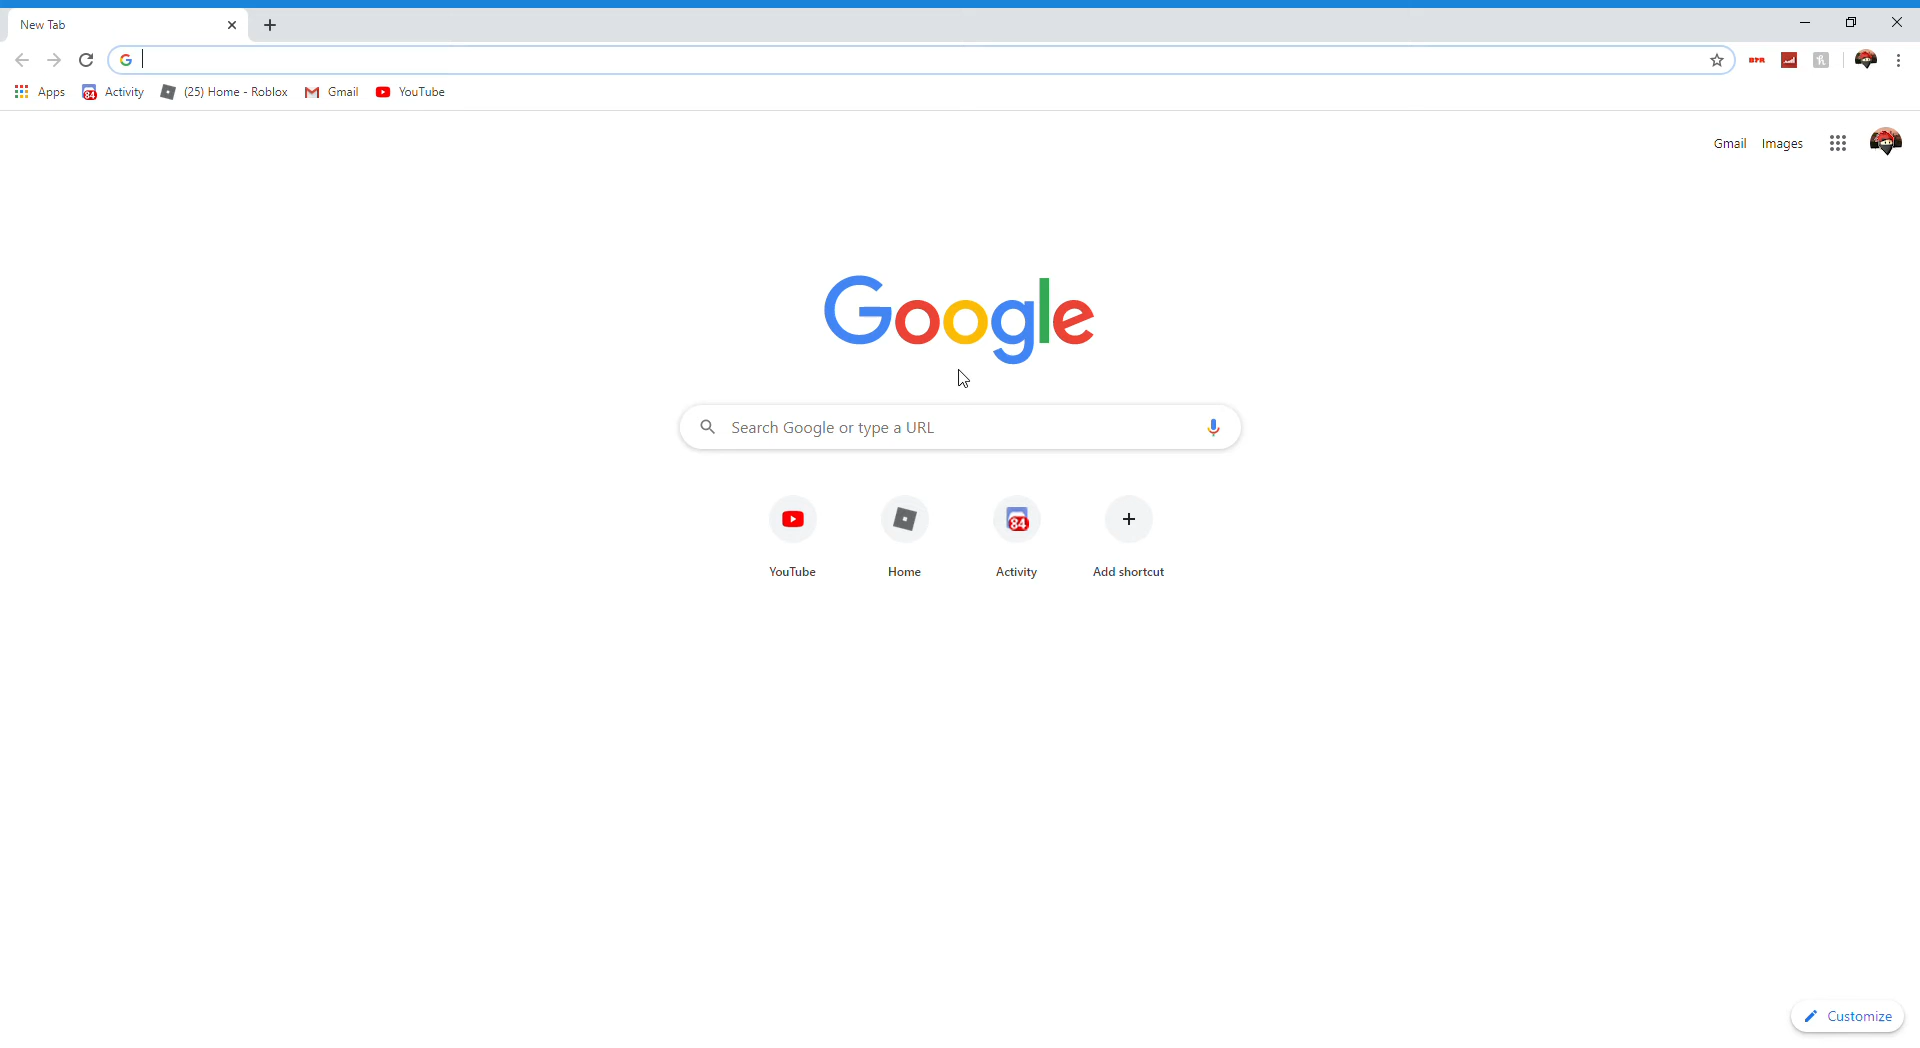 New Tab
Apps
Activity
(25) Home - Roblox
Gmail
YouTube
Gmail
Images
Google
Search Google or type a URL
84
YouTube
Home
Activity
Add shortcut
Customize